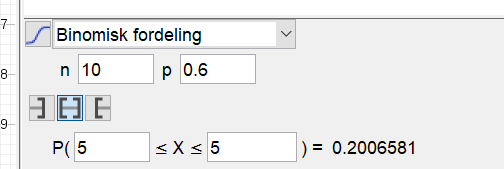 7
Binomisk fordeling
n 10 p 0.6
8
9
P( 5 ≤ X ≤ 5 ) = 0.2006581